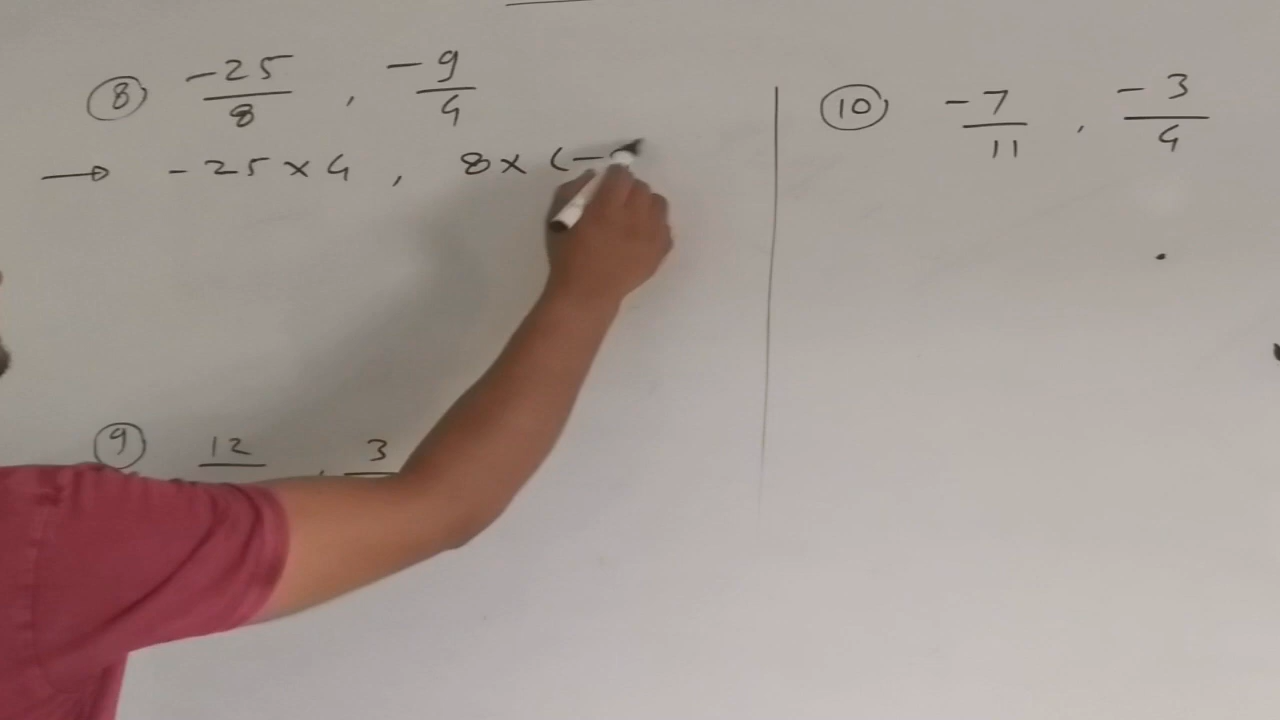 ⑧ -25/8 , -9/4
→ -25 × 4 , 8 × (-
⑨ 12 , 3
⑩ -7/11 , -3/4